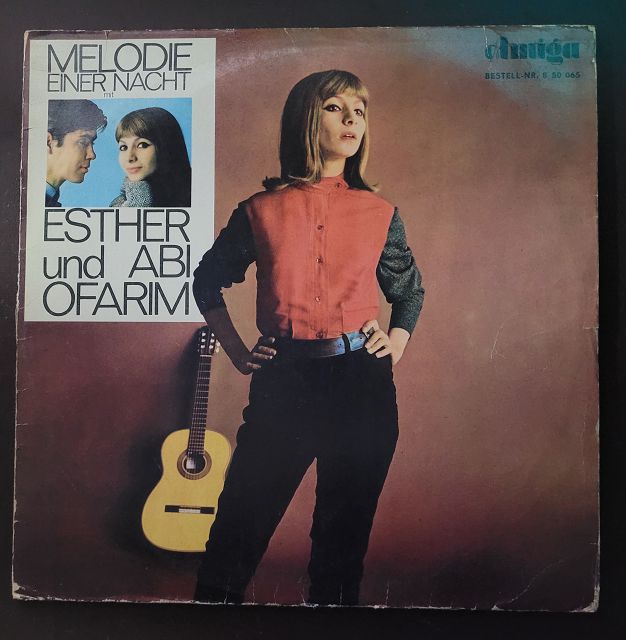 MELODIE
EINER NACHT
mit
ESTHER
und ABI
OFARIM
Amiga
BESTELL-NR. 8 50 065